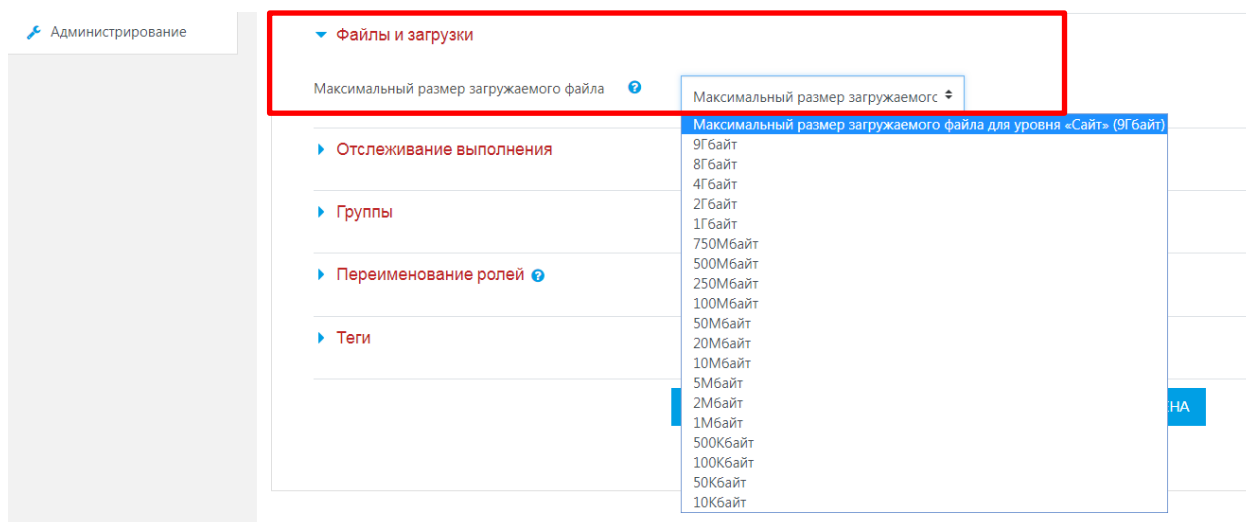 Администрирование
Файлы и загрузки
Максимальный размер загружаемого файла
Максимальный размер загружаемогс
Максимальный размер загружаемого файла для уровня «Сайт» (9Гбайт)
9Гбайт
8Гбайт
4Гбайт
2Гбайт
1Гбайт
750Мбайт
500Мбайт
250Мбайт
100Мбайт
50Мбайт
20Мбайт
10Мбайт
5Мбайт
2Мбайт
1Мбайт
500Кбайт
100Кбайт
50Кбайт
10Кбайт
Отслеживание выполнения
Группы
Переименование ролей
Теги
НА